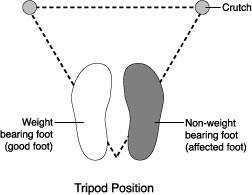 Crutch
Weight
bearing foot
(good foot)
Non-weight
bearing foot
(affected foot)
Tripod Position